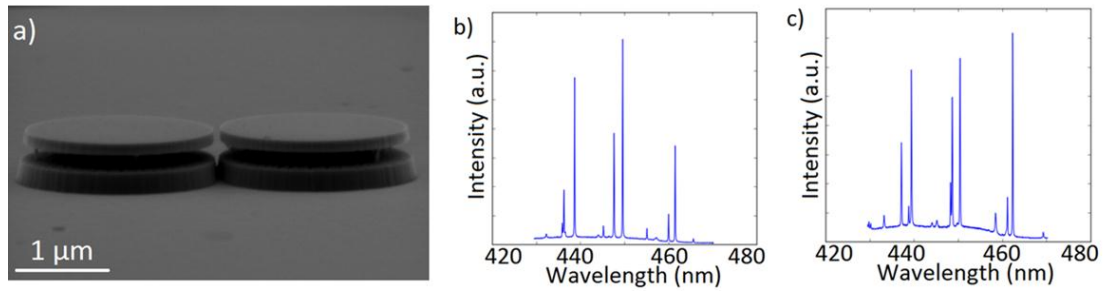 a)
1 µm
b)
Intensity (a.u.)
420 440 460 480
Wavelength (nm)
c)
Intensity (a.u.)
420 440 460 480
Wavelength (nm)